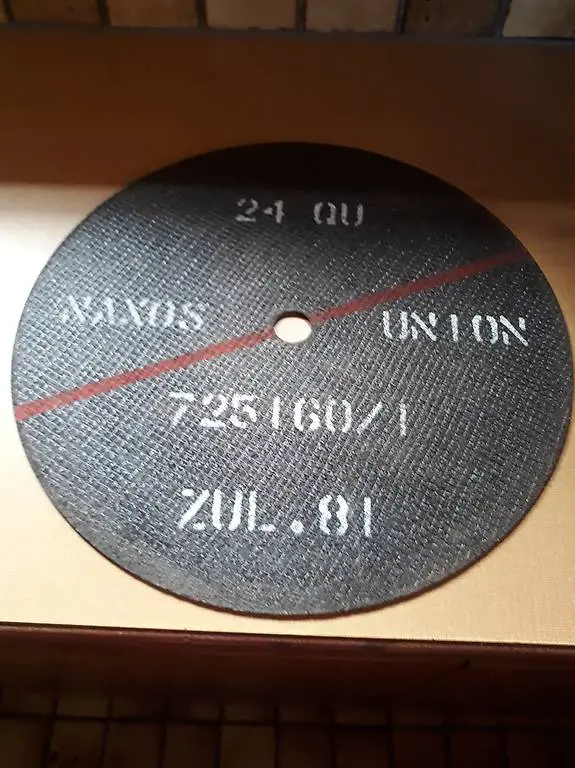 24 QU
NAXOS UNION
725160/1
ZUL.81